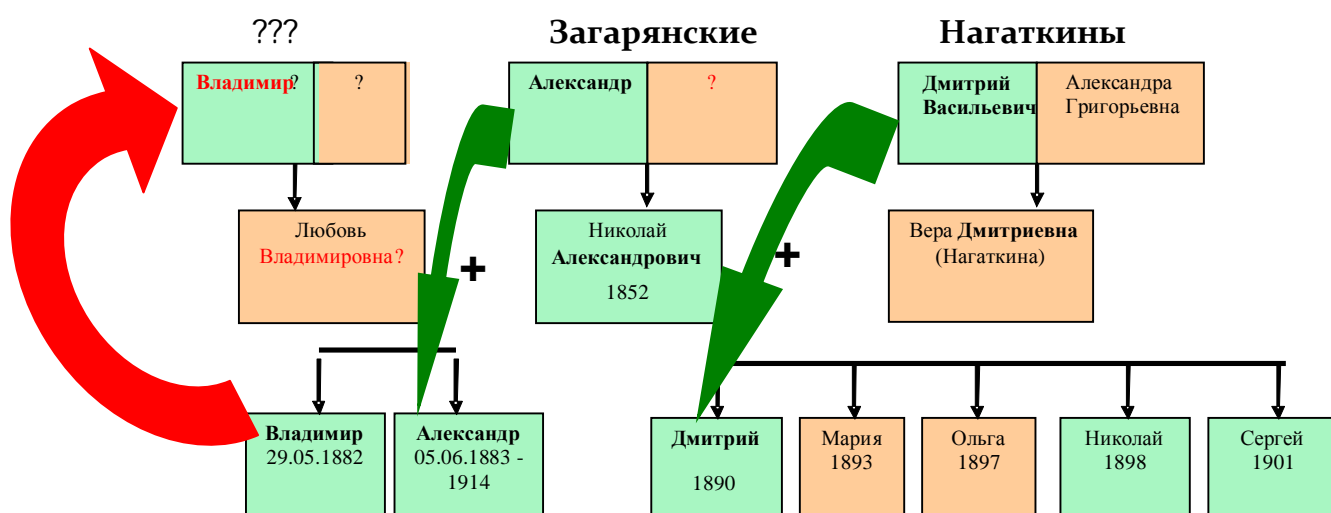 ???
Загарянские
Нагаткины
Владимир?
?
Александр
?
Дмитрий
Васильевич
Александра
Григорьевна
Любовь
Владимировна?
+
Николай
Александрович
1852
+
Вера Дмитриевна
(Нагаткина)
Владимир
29.05.1882
Александр
05.06.1883 -
1914
Дмитрий
1890
Мария
1893
Ольга
1897
Николай
1898
Сергей
1901